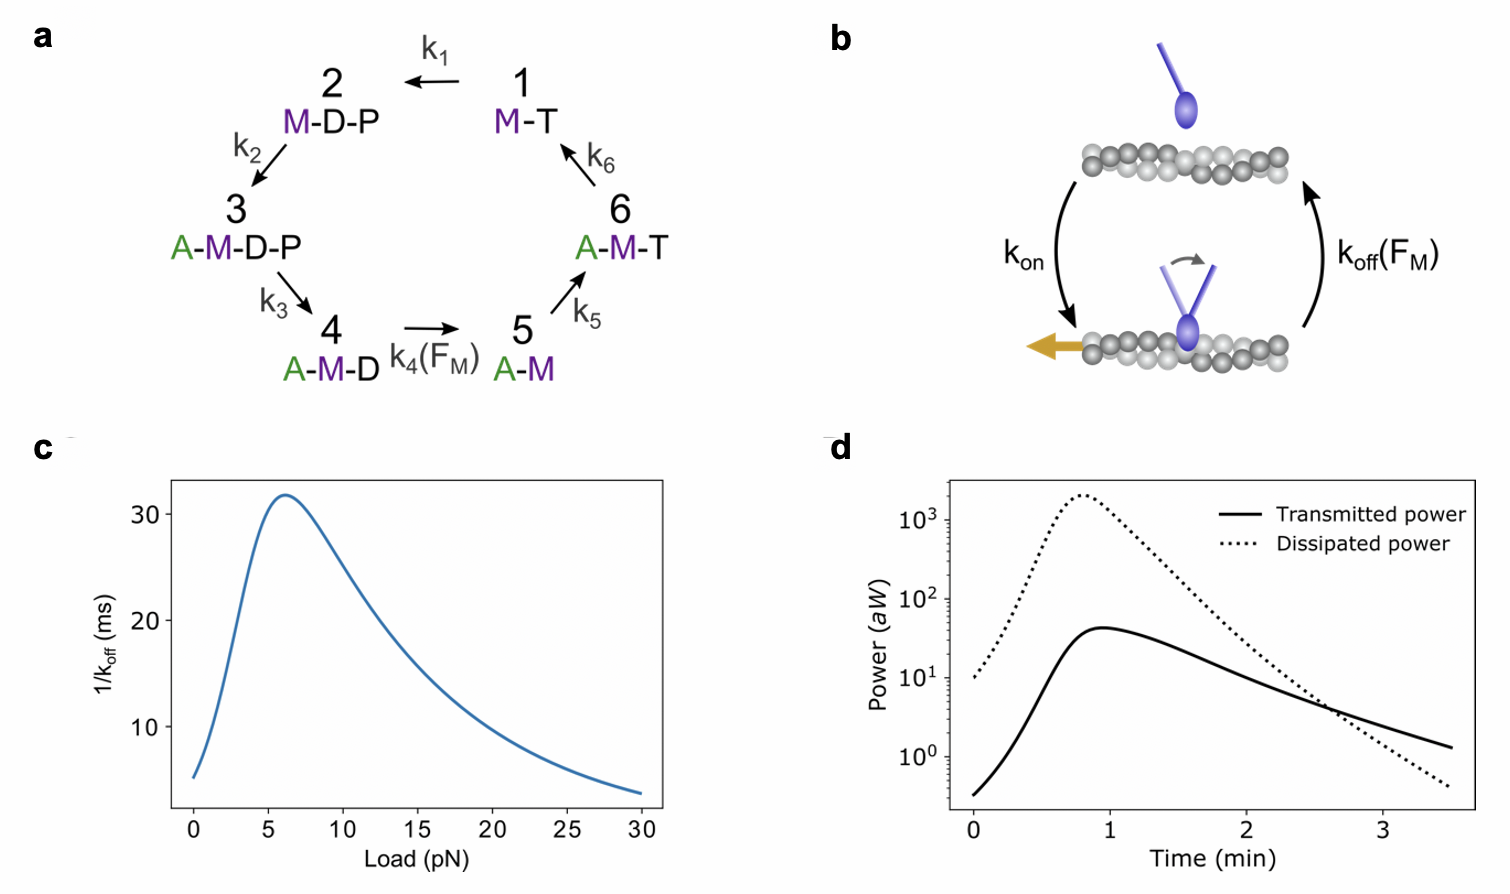 a
k1
2
1
M-D-P
M-T
k2
k6
3
6
A-M-D-P
A-M-T
k3
k5
4
5
k4(FM)
A-M-D
A-M
b
kon
koff(FM)
c
1/koff (ms)
30
20
10
0 5 10 15 20 25 30
Load (pN)
d
Power (aW)
10³
10²
10¹
10⁰
Transmitted power
Dissipated power
0 1 2 3
Time (min)